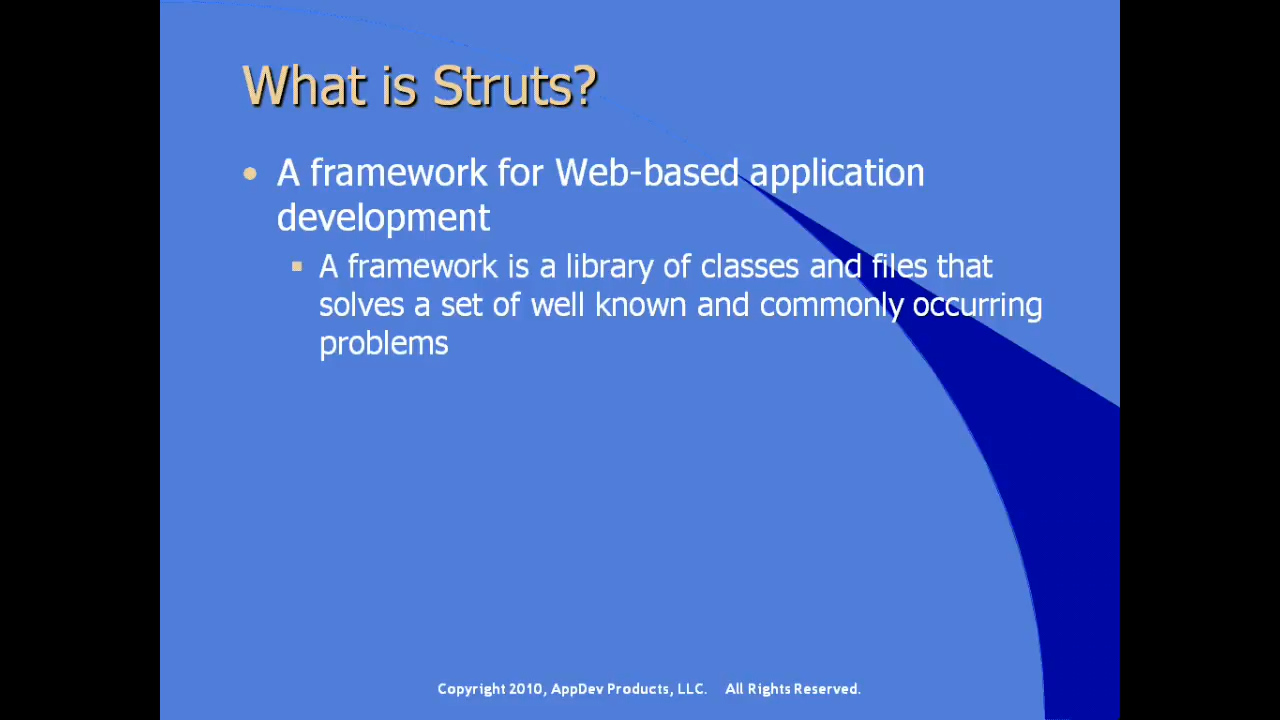 What is Struts?
• A framework for Web-based application
development
▪ A framework is a library of classes and files that
solves a set of well known and commonly occurring
problems
Copyright 2010, AppDev Products, LLC. All Rights Reserved.